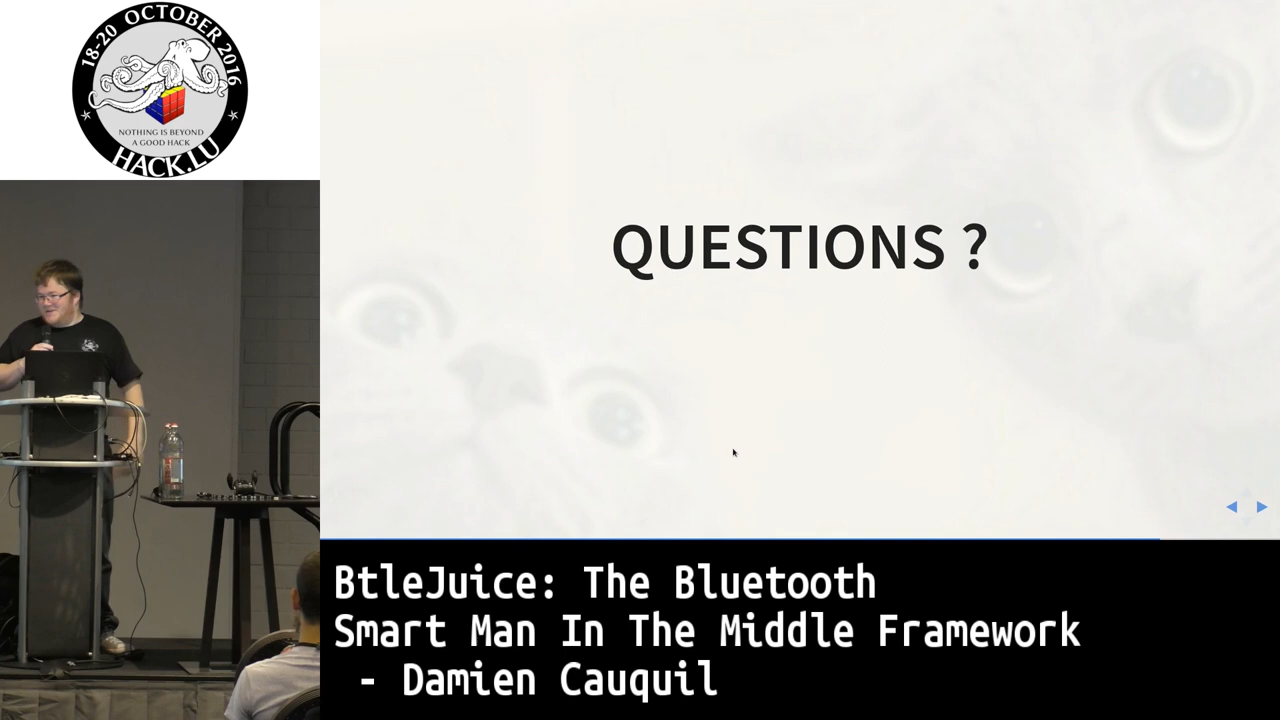 18-20 OCTOBER 2016
NOTHING IS BEYOND
A GOOD HACK
HACK.LU
QUESTIONS ?
BtleJuice: The Bluetooth
Smart Man In The Middle Framework
- Damien Cauquil